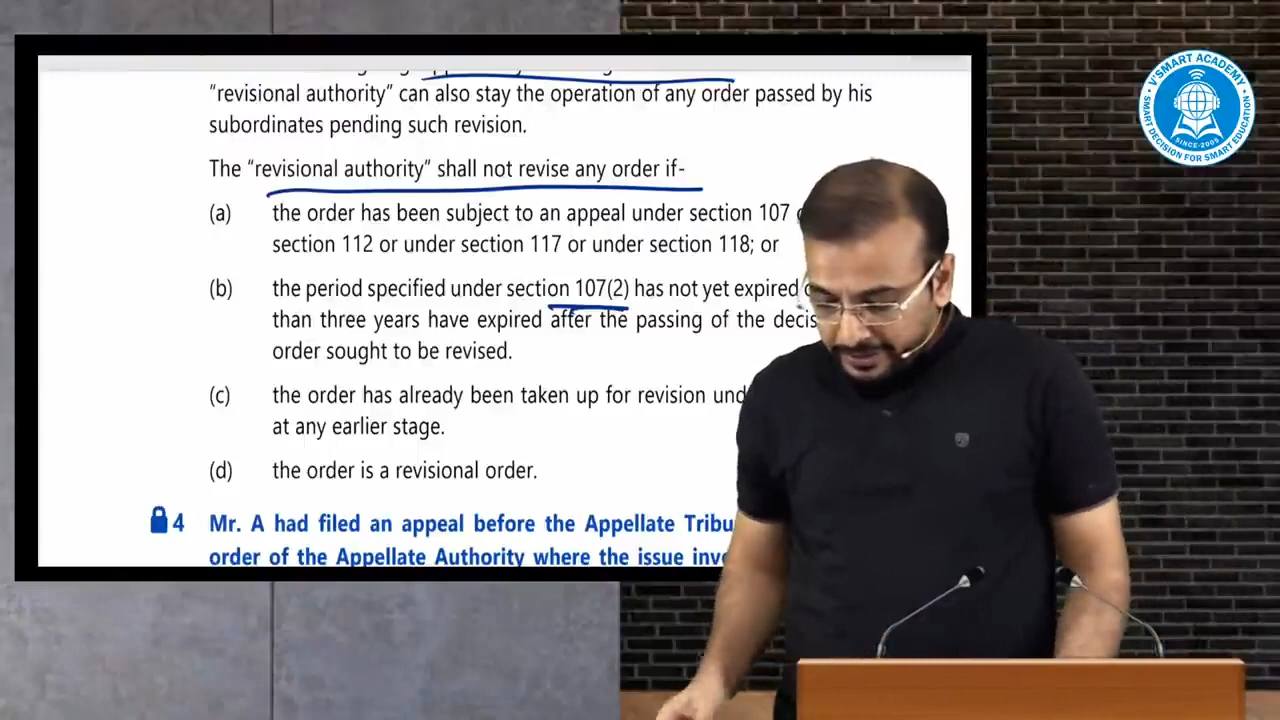 "revisional authority" can also stay the operation of any order passed by his
subordinates pending such revision.
The "revisional authority" shall not revise any order if-
(a) the order has been subject to an appeal under section 107
section 112 or under section 117 or under section 118; or
(b) the period specified under section 107(2) has not yet expired
than three years have expired after the passing of the
order sought to be revised.
(c) the order has already been taken up for revision
at any earlier stage.
(d) the order is a revisional order.
4 Mr. A had filed an appeal before the Appellate
order of the Appellate Authority where the issue
V'SMART ACADEMY
SINCE-2009
SMART DECISION FOR SMART EDUCATION